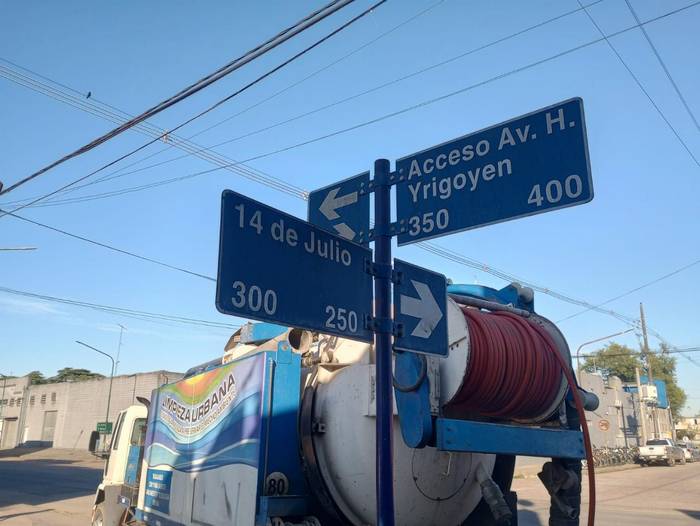 Acceso Av. H.
Yrigoyen
350 400
14 de Julio
300 250
LIMPIEZA URBANA
80